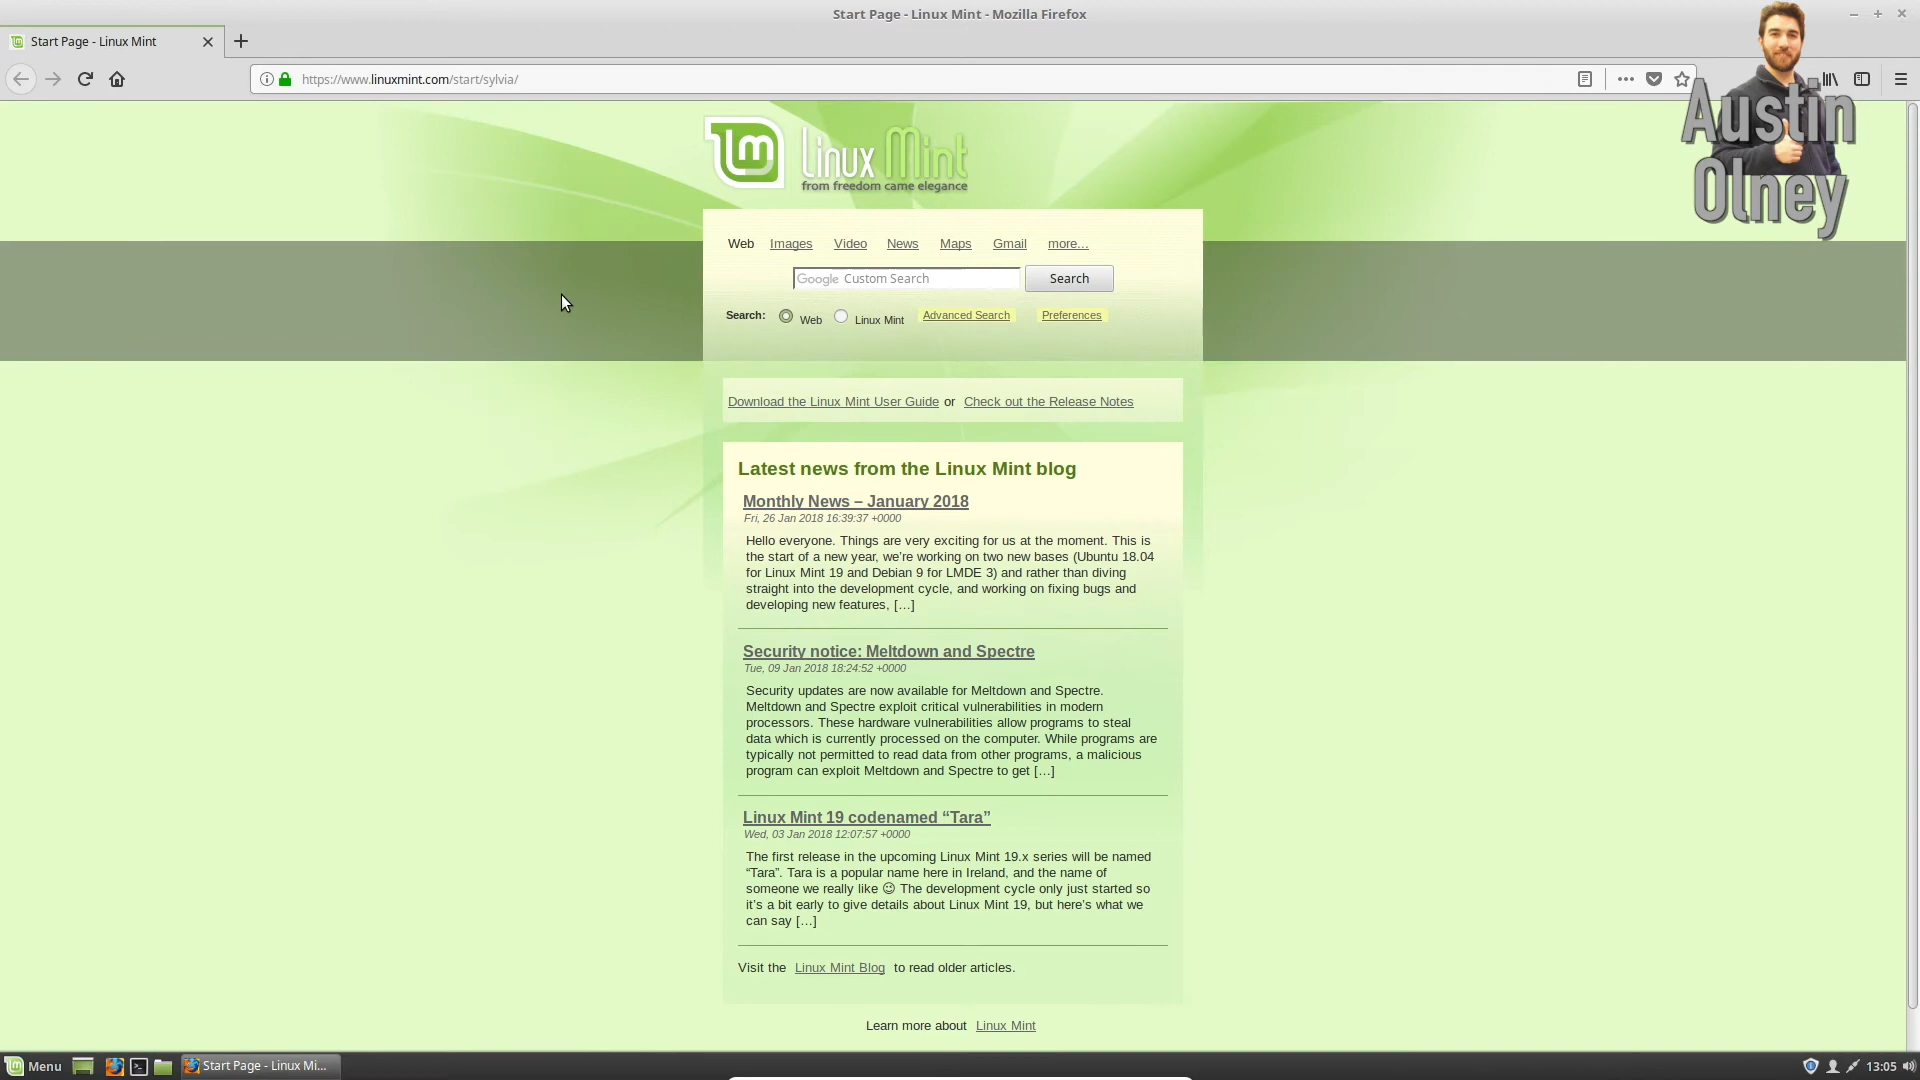 Start Page - Linux Mint - Mozilla Firefox
Start Page - Linux Mint
https://www.linuxmint.com/start/sylvia/
Austin
Olney
lm Linux Mint
from freedom came elegance
Web Images Video News Maps Gmail more...
Google Custom Search Search
Search: Web Linux Mint Advanced Search Preferences
Download the Linux Mint User Guide or Check out the Release Notes
Latest news from the Linux Mint blog
Monthly News – January 2018
Fri, 26 Jan 2018 16:39:37 +0000
Hello everyone. Things are very exciting for us at the moment. This is
the start of a new year, we’re working on two new bases (Ubuntu 18.04
for Linux Mint 19 and Debian 9 for LMDE 3) and rather than diving
straight into the development cycle, and working on fixing bugs and
developing new features, […]
Security notice: Meltdown and Spectre
Tue, 09 Jan 2018 18:24:52 +0000
Security updates are now available for Meltdown and Spectre.
Meltdown and Spectre exploit critical vulnerabilities in modern
processors. These hardware vulnerabilities allow programs to steal
data which is currently processed on the computer. While programs are
typically not permitted to read data from other programs, a malicious
program can exploit Meltdown and Spectre to get […]
Linux Mint 19 codenamed “Tara”
Wed, 03 Jan 2018 12:07:57 +0000
The first release in the upcoming Linux Mint 19.x series will be named
“Tara”. Tara is a popular name here in Ireland, and the name of
someone we really like 😉 The development cycle only just started so
it’s a bit early to give details about Linux Mint 19, but here’s what we
can say […]
Visit the Linux Mint Blog to read older articles.
Learn more about Linux Mint
Menu Start Page - Linux Mi... 13:05